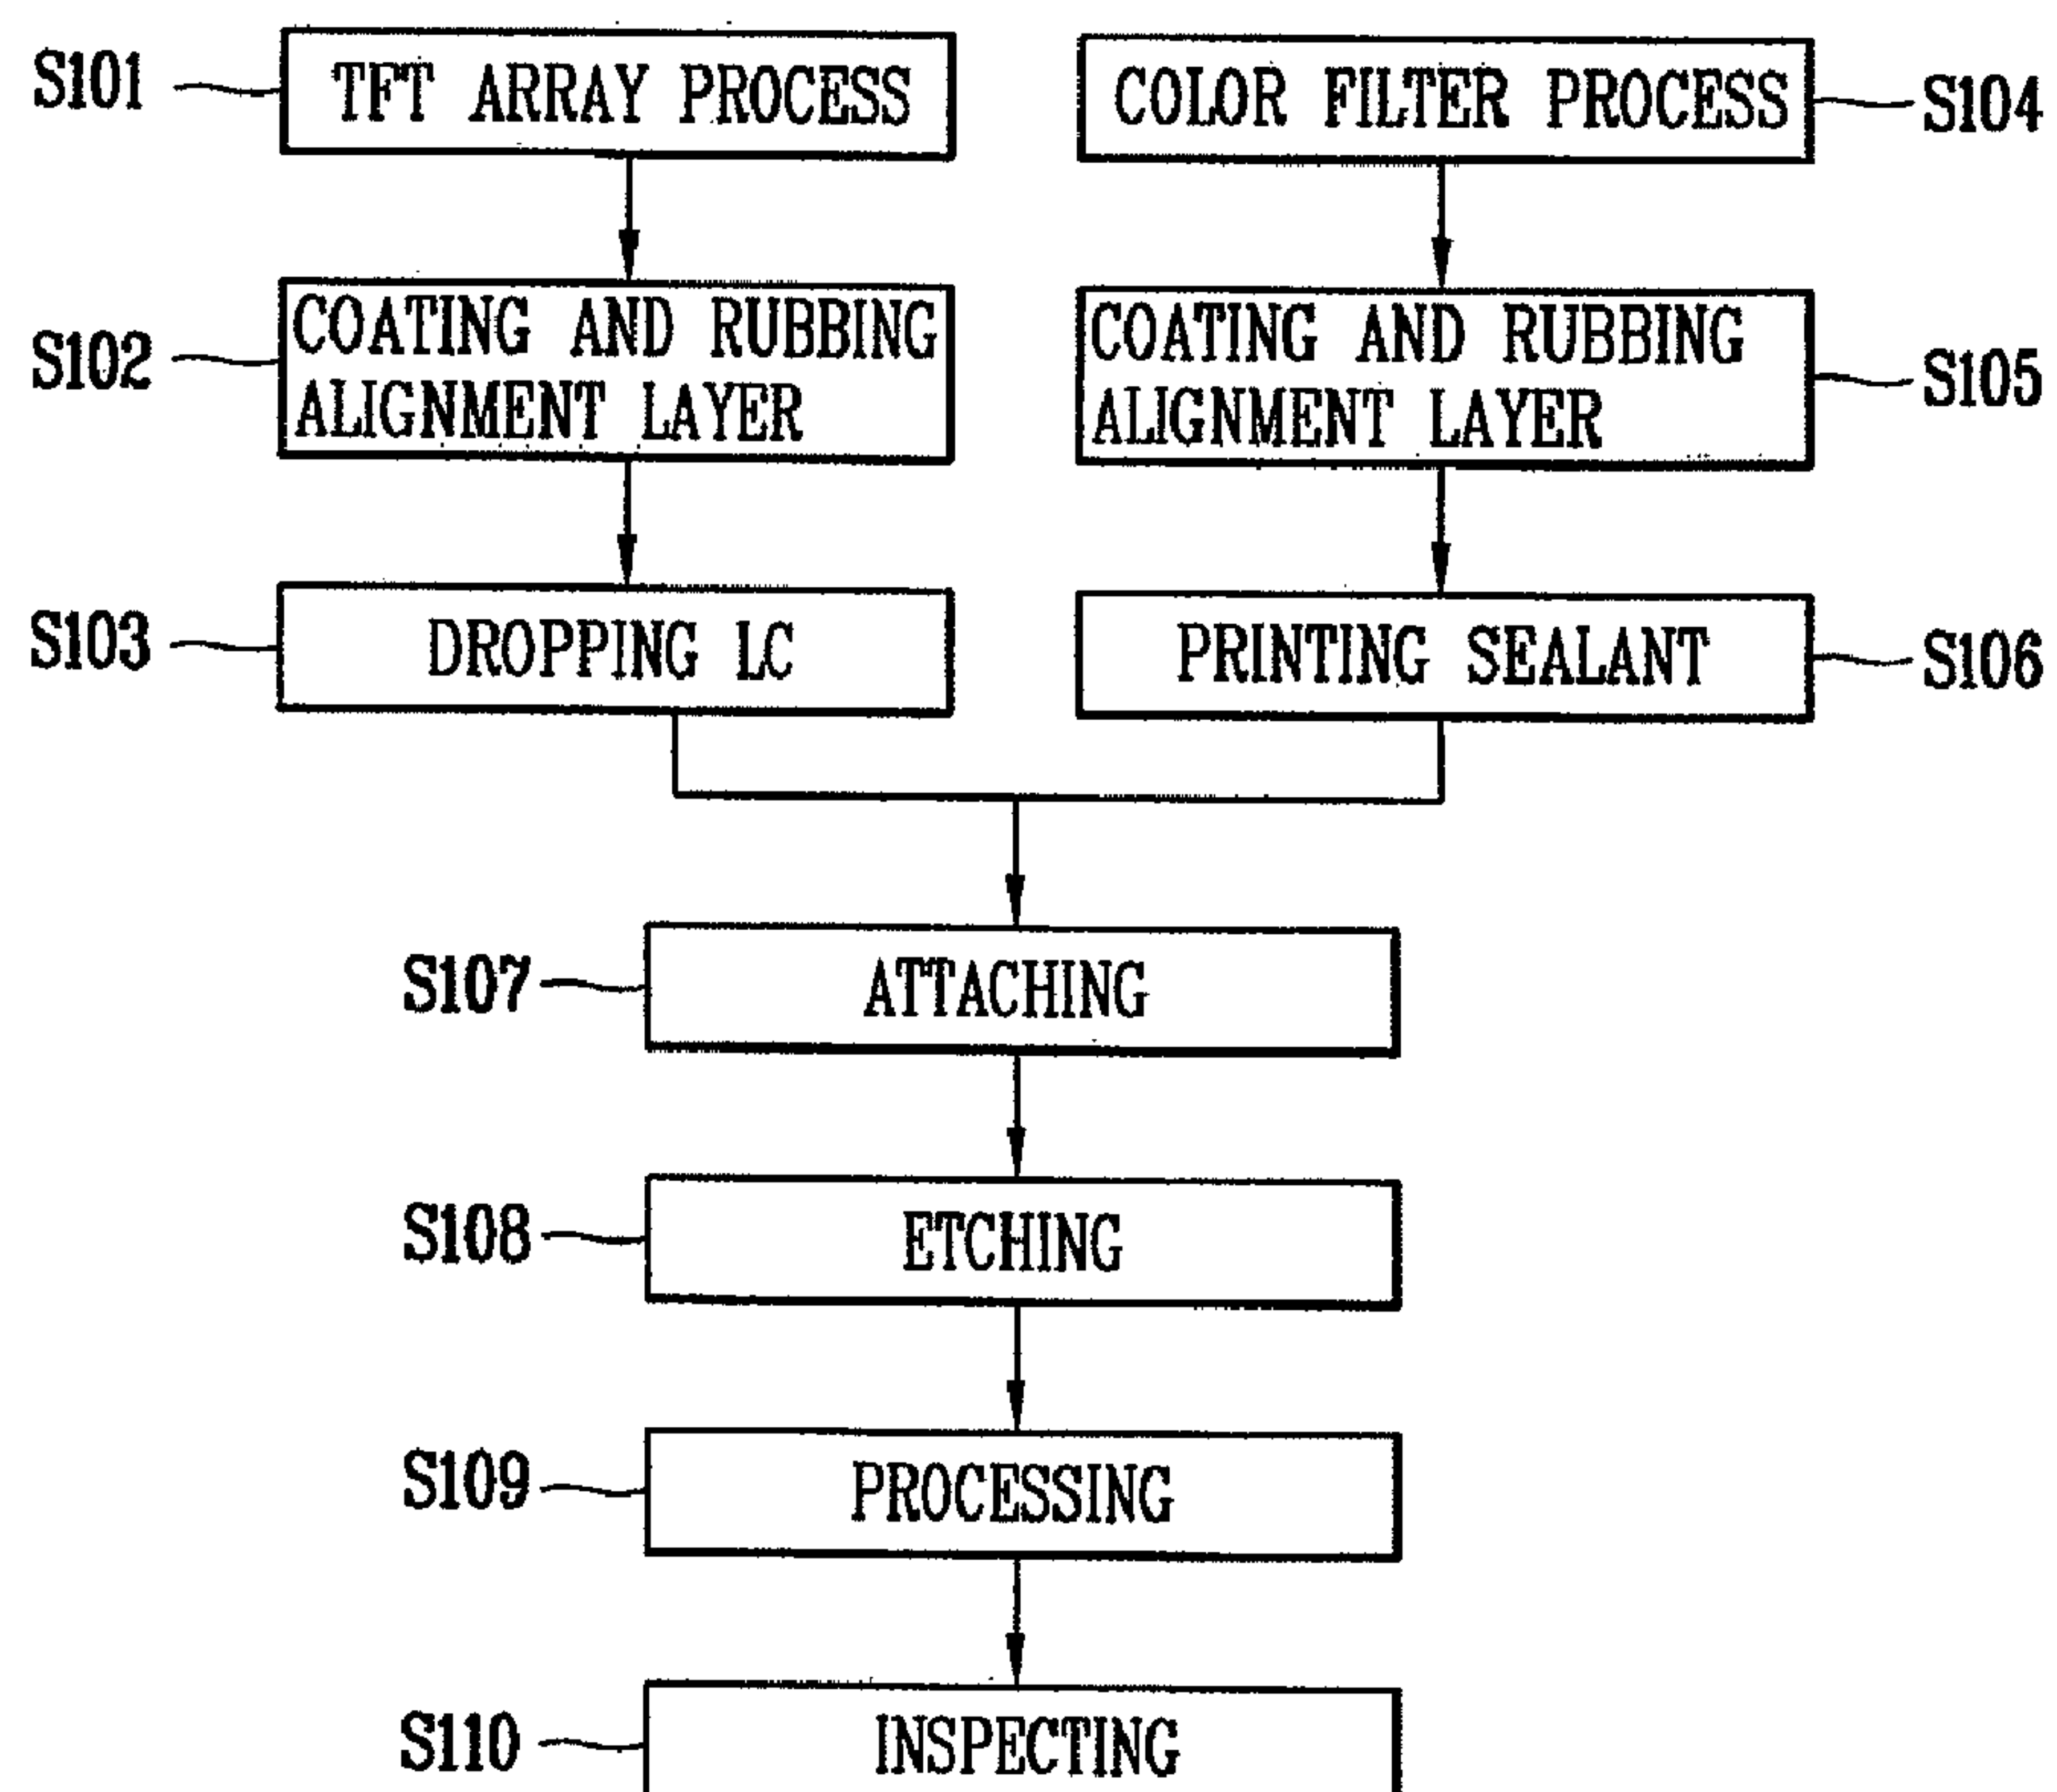 S101
TFT ARRAY PROCESS
COLOR FILTER PROCESS
S104
S102
COATING AND RUBBING
ALIGNMENT LAYER
COATING AND RUBBING
ALIGNMENT LAYER
S105
S103
DROPPING LC
PRINTING SEALANT
S106
S107
ATTACHING
S108
ETCHING
S109
PROCESSING
S110
INSPECTING